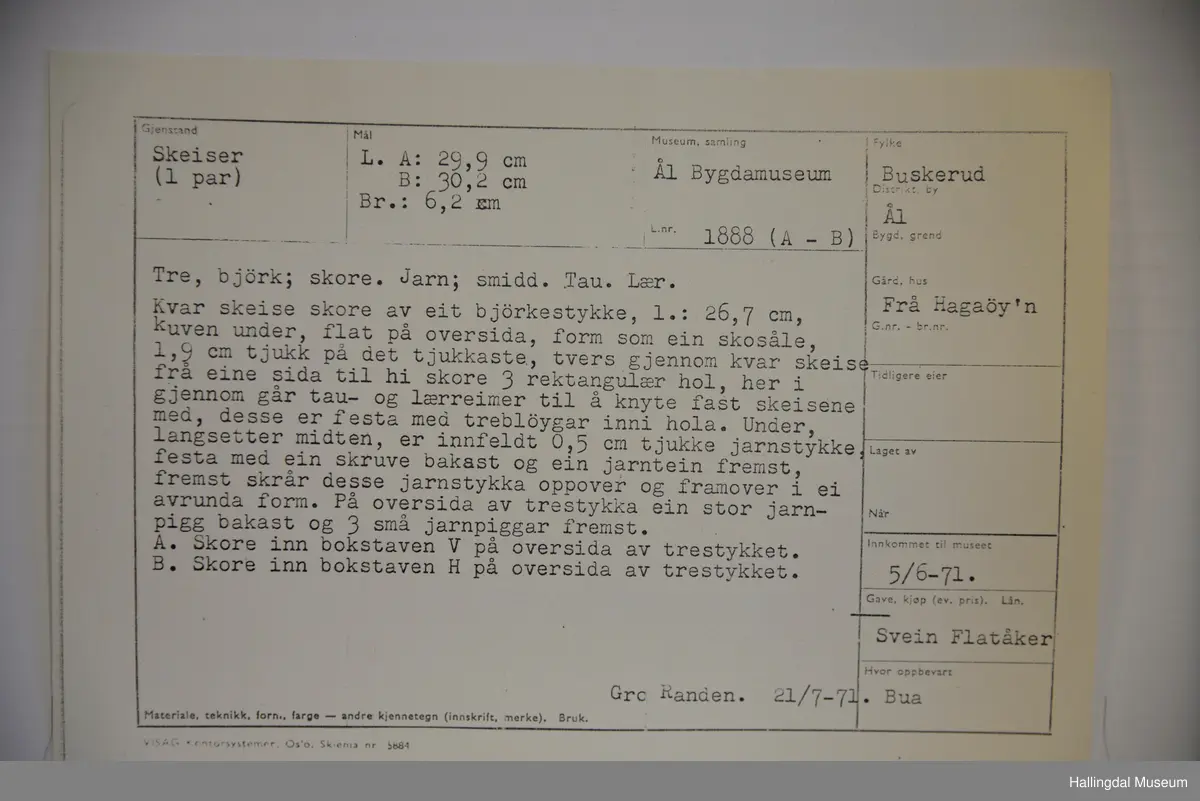 Gjenstand
Skeiser
(1 par)
Mål
L. A: 29,9 cm
B: 30,2 cm
Br.: 6,2 cm
Museum, samling
Ål Bygdamuseum
L.nr. 1888 (A - B)
Fylke
Buskerud
Distrikt, by
Ål
Bygd, grend
Gård, hus
Frå Hagaöy'n
G.nr. - br.nr.
Tidligere eier
Laget av
Når
Innkommet til museet
5/6-71.
Gave, kjøp (ev. pris). Lån.
Svein Flatåker
Hvor oppbevart
Bua
Tre, björk; skore. Jarn; smidd. Tau. Lær.
Kvar skeise skore av eit björkestykke, l.: 26,7 cm,
kuven under, flat på oversida, form som ein skosåle,
1,9 cm tjukk på det tjukkaste, tvers gjennom kvar skeise
frå eine sida til hi skore 3 rektangulær hol, her i
gjennom går tau- og lærreimer til å knyte fast skeisene
med, desse er festa med treblöygar inni hola. Under,
langsetter midten, er innfeldt 0,5 cm tjukke jarnstykke,
festa med ein skruve bakast og ein jarntein fremst,
fremst skrår desse jarnstykka oppover og framover i ei
avrunda form. På oversida av trestykka ein stor jarn-
pigg bakast og 3 små jarnpiggar fremst.
A. Skore inn bokstaven V på oversida av trestykket.
B. Skore inn bokstaven H på oversida av trestykket.
Gro Randen. 21/7-71.
Materiale, teknikk, form, farge — andre kjennetegn (innskrift, merke). Bruk.
VISAG Kontorsystemer, Oslo. Skjema nr. 5884
Hallingdal Museum